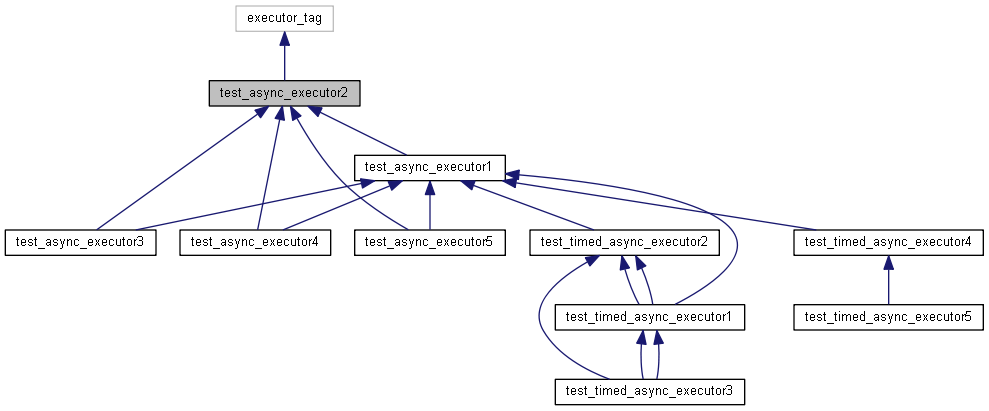 executor_tag
test_async_executor2
test_async_executor1
test_async_executor3
test_async_executor4
test_async_executor5
test_timed_async_executor2
test_timed_async_executor4
test_timed_async_executor1
test_timed_async_executor5
test_timed_async_executor3